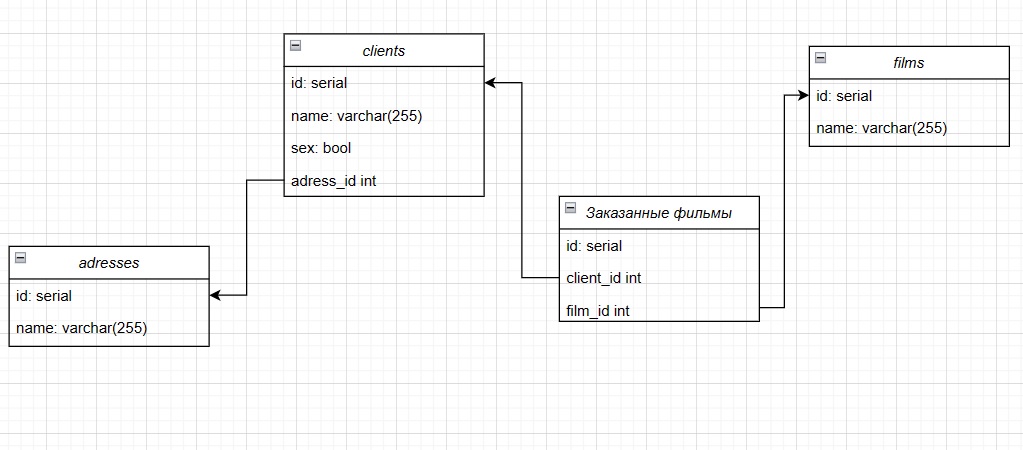 clients
id: serial
name: varchar(255)
sex: bool
adress_id int
films
id: serial
name: varchar(255)
Заказанные фильмы
id: serial
client_id int
film_id int
adresses
id: serial
name: varchar(255)